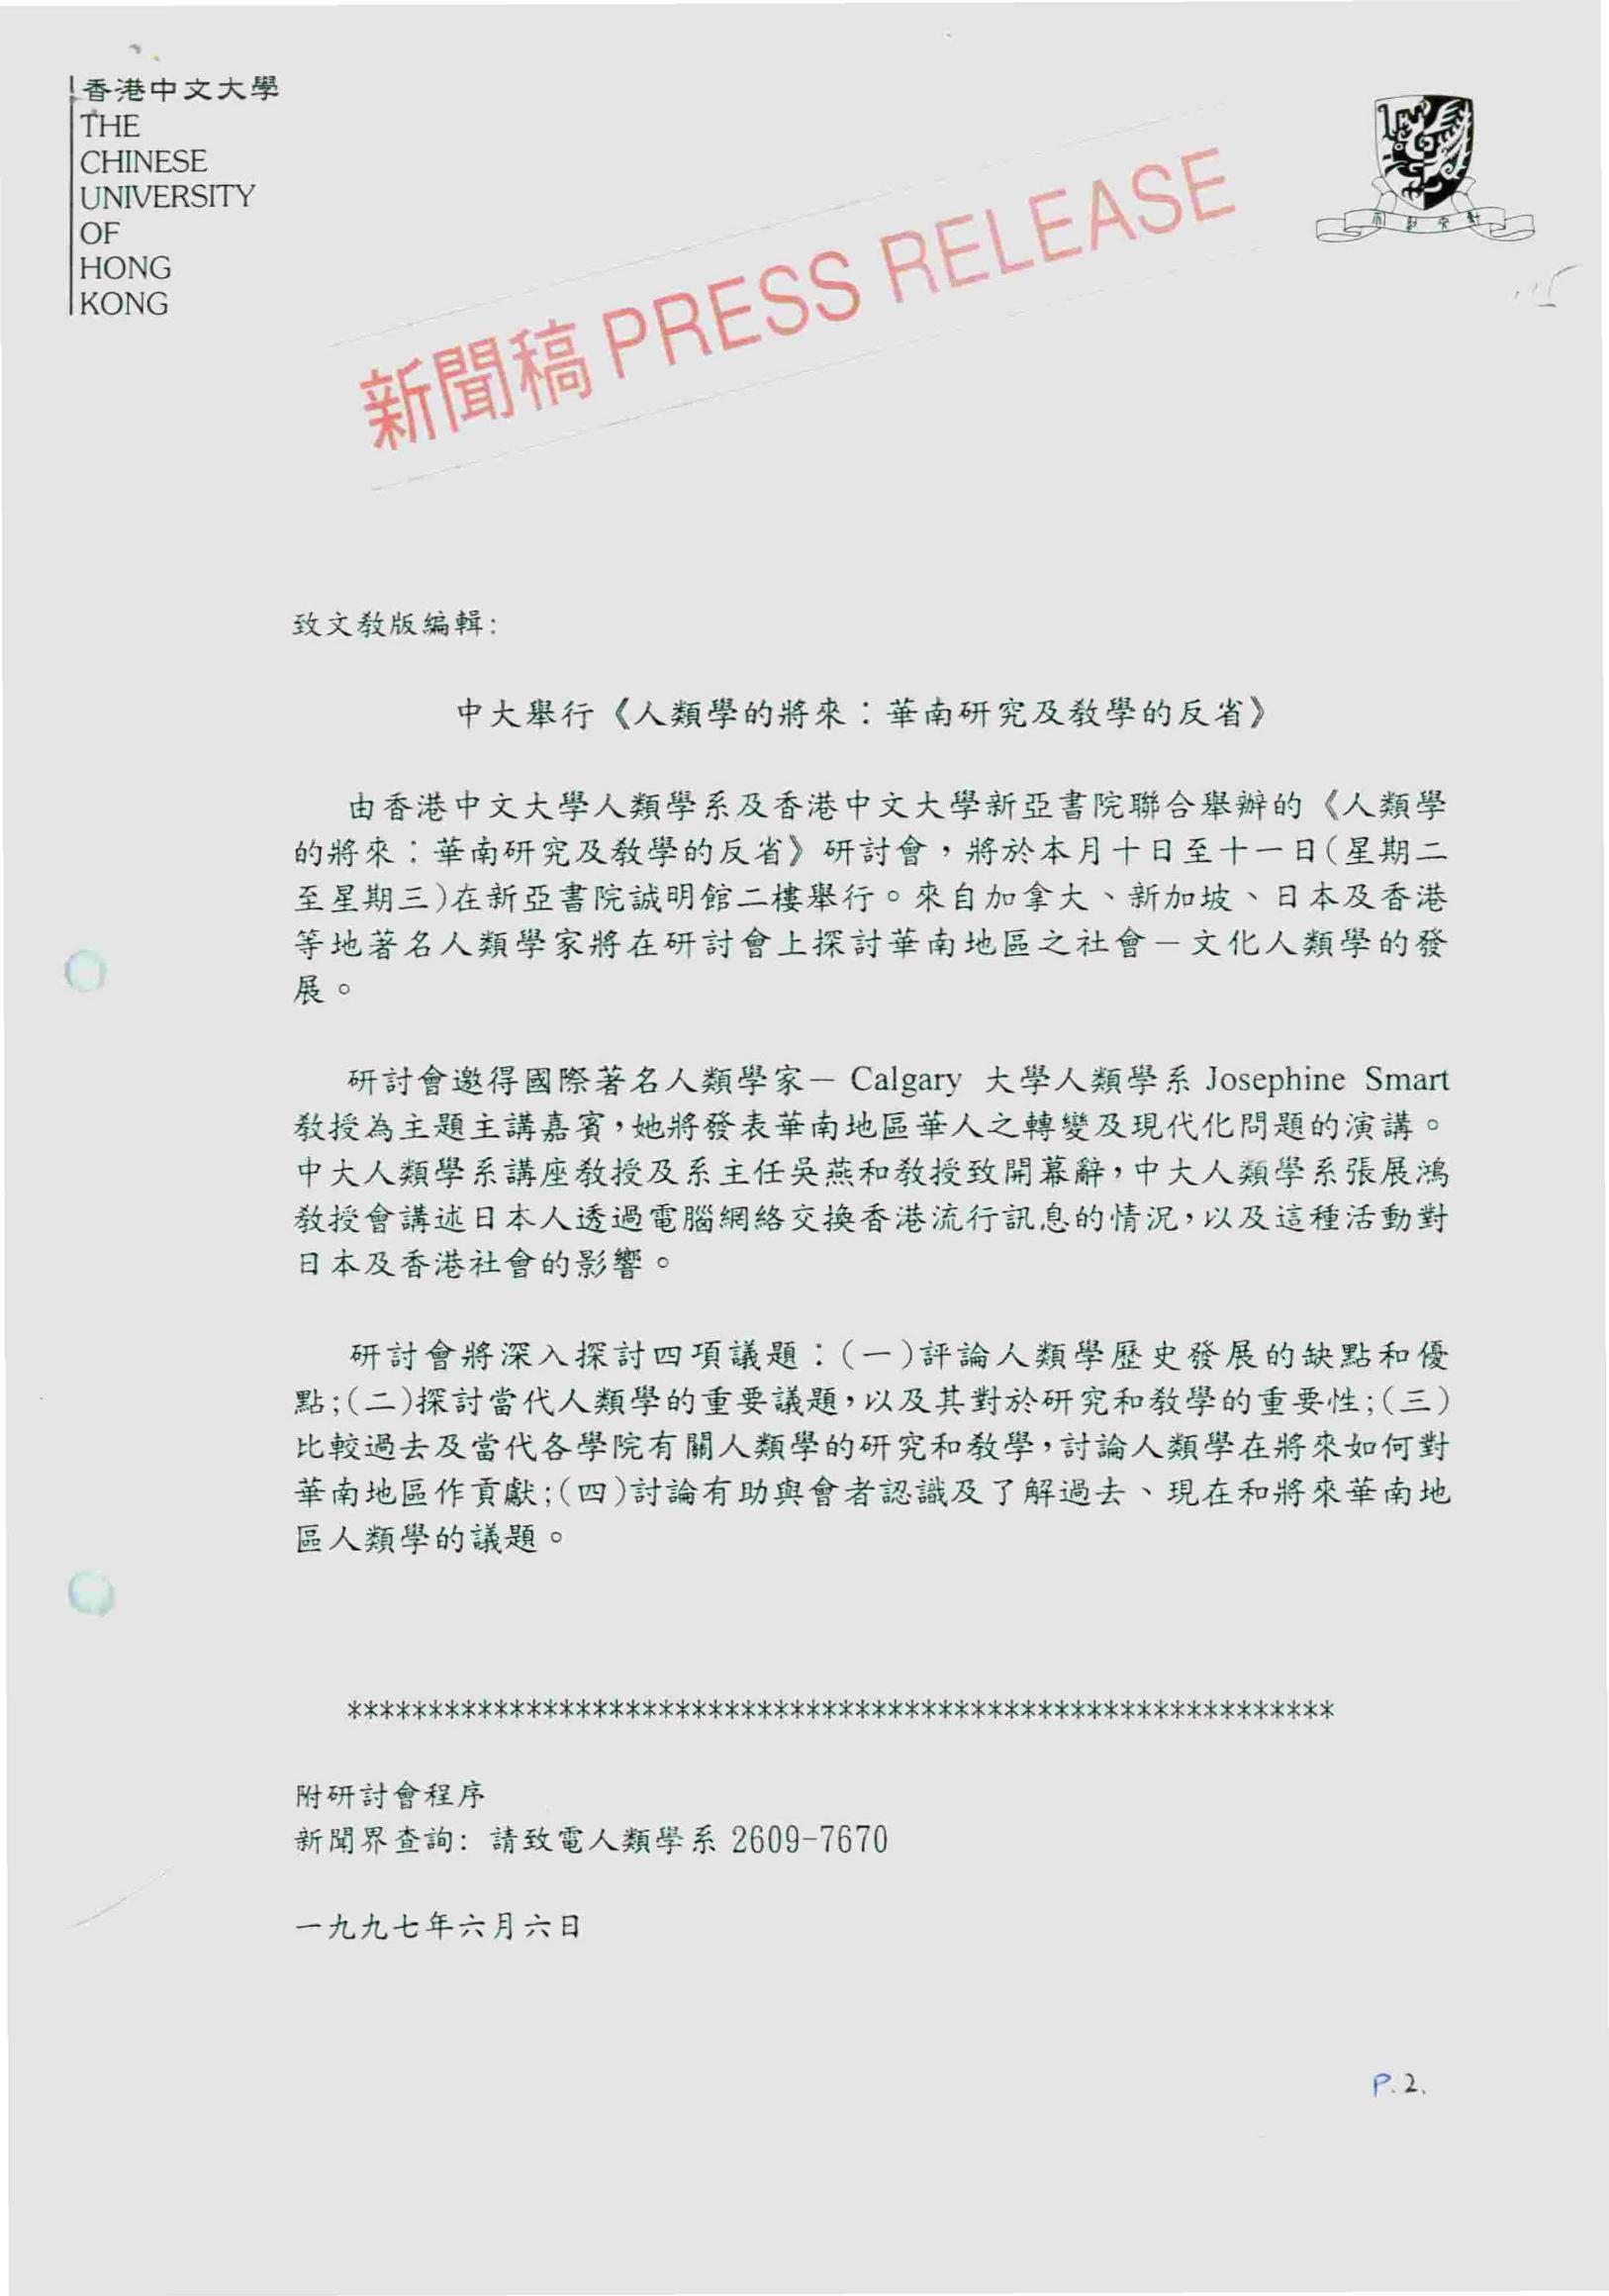 香港中文大學
THE
CHINESE
UNIVERSITY
OF
HONG
KONG
新聞稿 PRESS RELEASE
致文教版編輯:
中大舉行《人類學的將來：華南研究及教學的反省》
由香港中文大學人類學系及香港中文大學新亞書院聯合舉辦的《人類學
的將來：華南研究及教學的反省》研討會，將於本月十日至十一日(星期二
至星期三)在新亞書院誠明館二樓舉行。來自加拿大、新加坡、日本及香港
等地著名人類學家將在研討會上探討華南地區之社會－文化人類學的發
展。
研討會邀得國際著名人類學家－ Calgary 大學人類學系 Josephine Smart
教授為主題主講嘉賓，她將發表華南地區華人之轉變及現代化問題的演講。
中大人類學系講座教授及系主任吳燕和教授致開幕辭，中大人類學系張展鴻
教授會講述日本人透過電腦網絡交換香港流行訊息的情況，以及這種活動對
日本及香港社會的影響。
研討會將深入探討四項議題：(一)評論人類學歷史發展的缺點和優
點;(二)探討當代人類學的重要議題，以及其對於研究和教學的重要性;(三)
比較過去及當代各學院有關人類學的研究和教學，討論人類學在將來如何對
華南地區作貢獻;(四)討論有助與會者認識及了解過去、現在和將來華南地
區人類學的議題。
************************************************************
附研討會程序
新聞界查詢: 請致電人類學系 2609-7670
一九九七年六月六日
P.2.